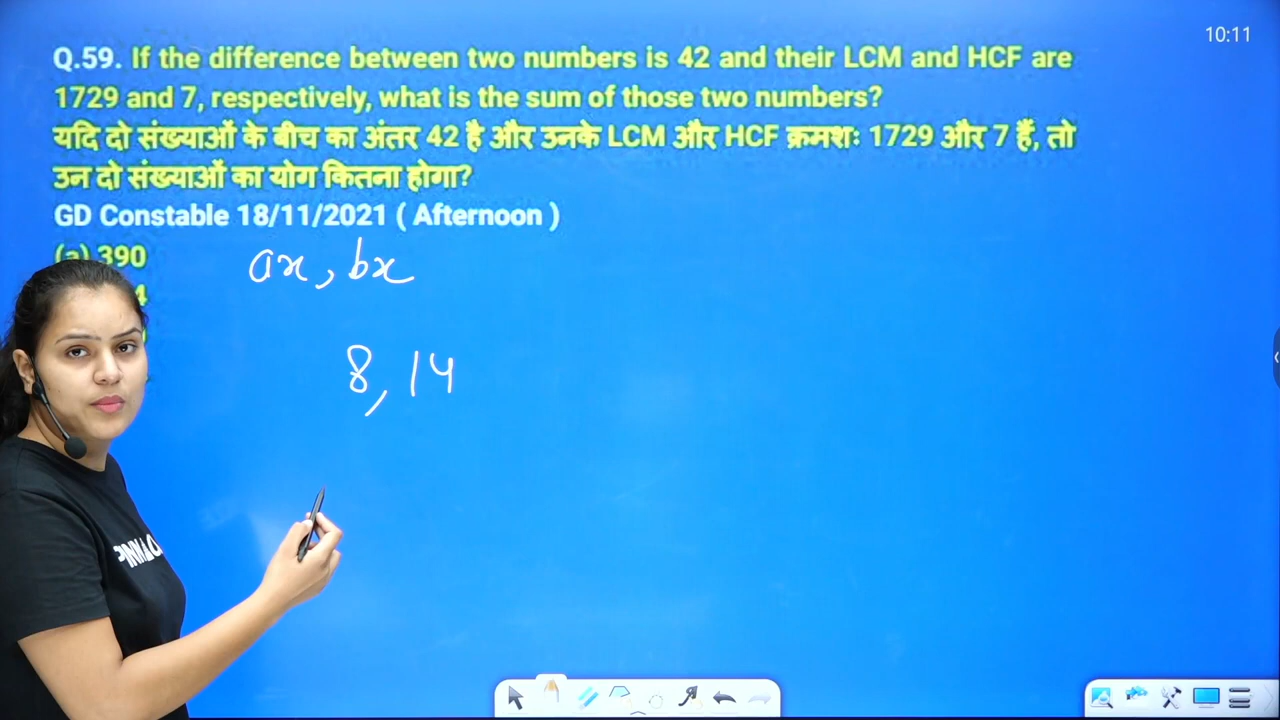 10:11
Q.59. If the difference between two numbers is 42 and their LCM and HCF are
1729 and 7, respectively, what is the sum of those two numbers?
यदि दो संख्याओं के बीच का अंतर 42 है और उनके LCM और HCF क्रमशः 1729 और 7 हैं, तो
उन दो संख्याओं का योग कितना होगा?
GD Constable 18/11/2021 ( Afternoon )
(a) 390
ax, bx
4
8, 14